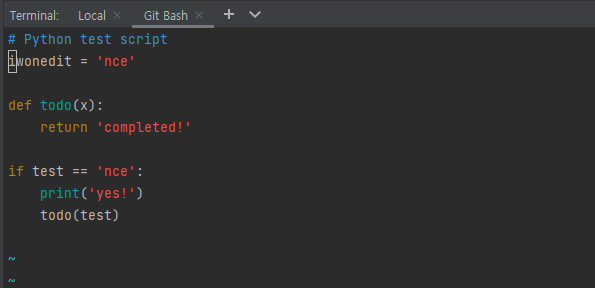 Terminal: Local × Git Bash × +
# Python test script
iwonedit = 'nce'
def todo(x):
    return 'completed!'
if test == 'nce':
    print('yes!')
    todo(test)
~
~